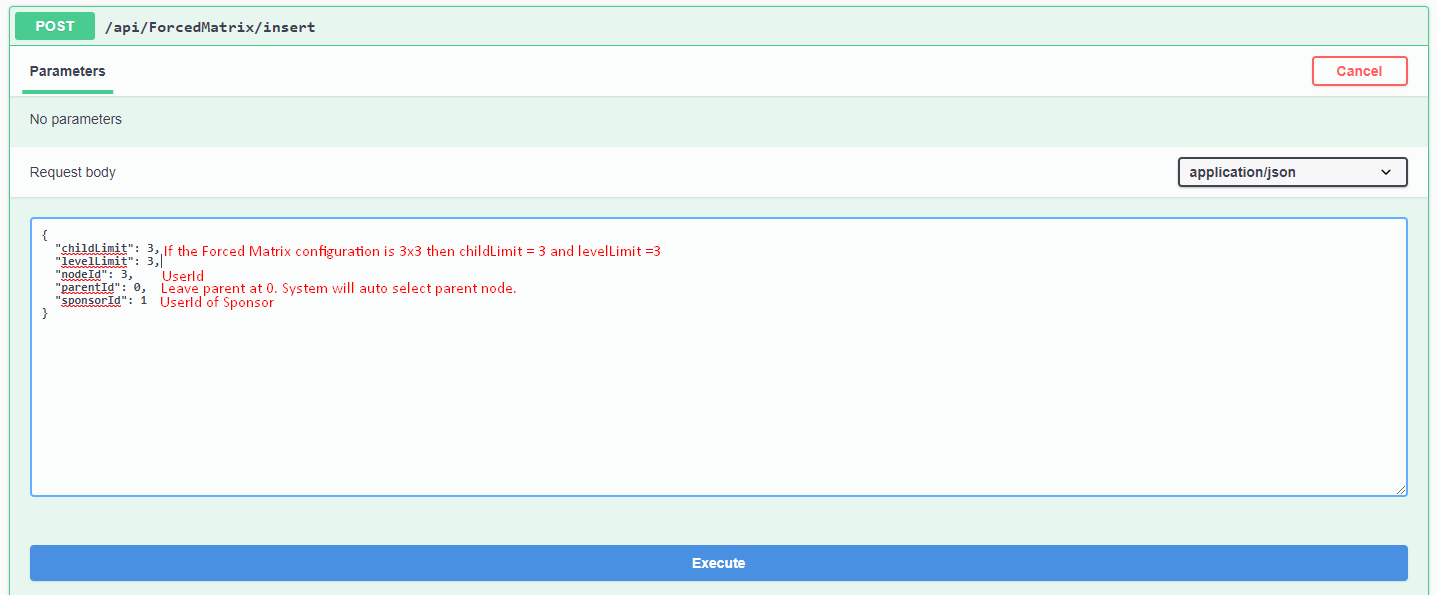 POST /api/ForcedMatrix/insert
Parameters Cancel
No parameters
Request body application/json
{
"childLimit": 3, If the Forced Matrix configuration is 3x3 then childLimit = 3 and levelLimit =3
"levelLimit": 3,
"nodeId": 3, UserId
"parentId": 0, Leave parent at 0. System will auto select parent node.
"sponsorId": 1 UserId of Sponsor
}
Execute